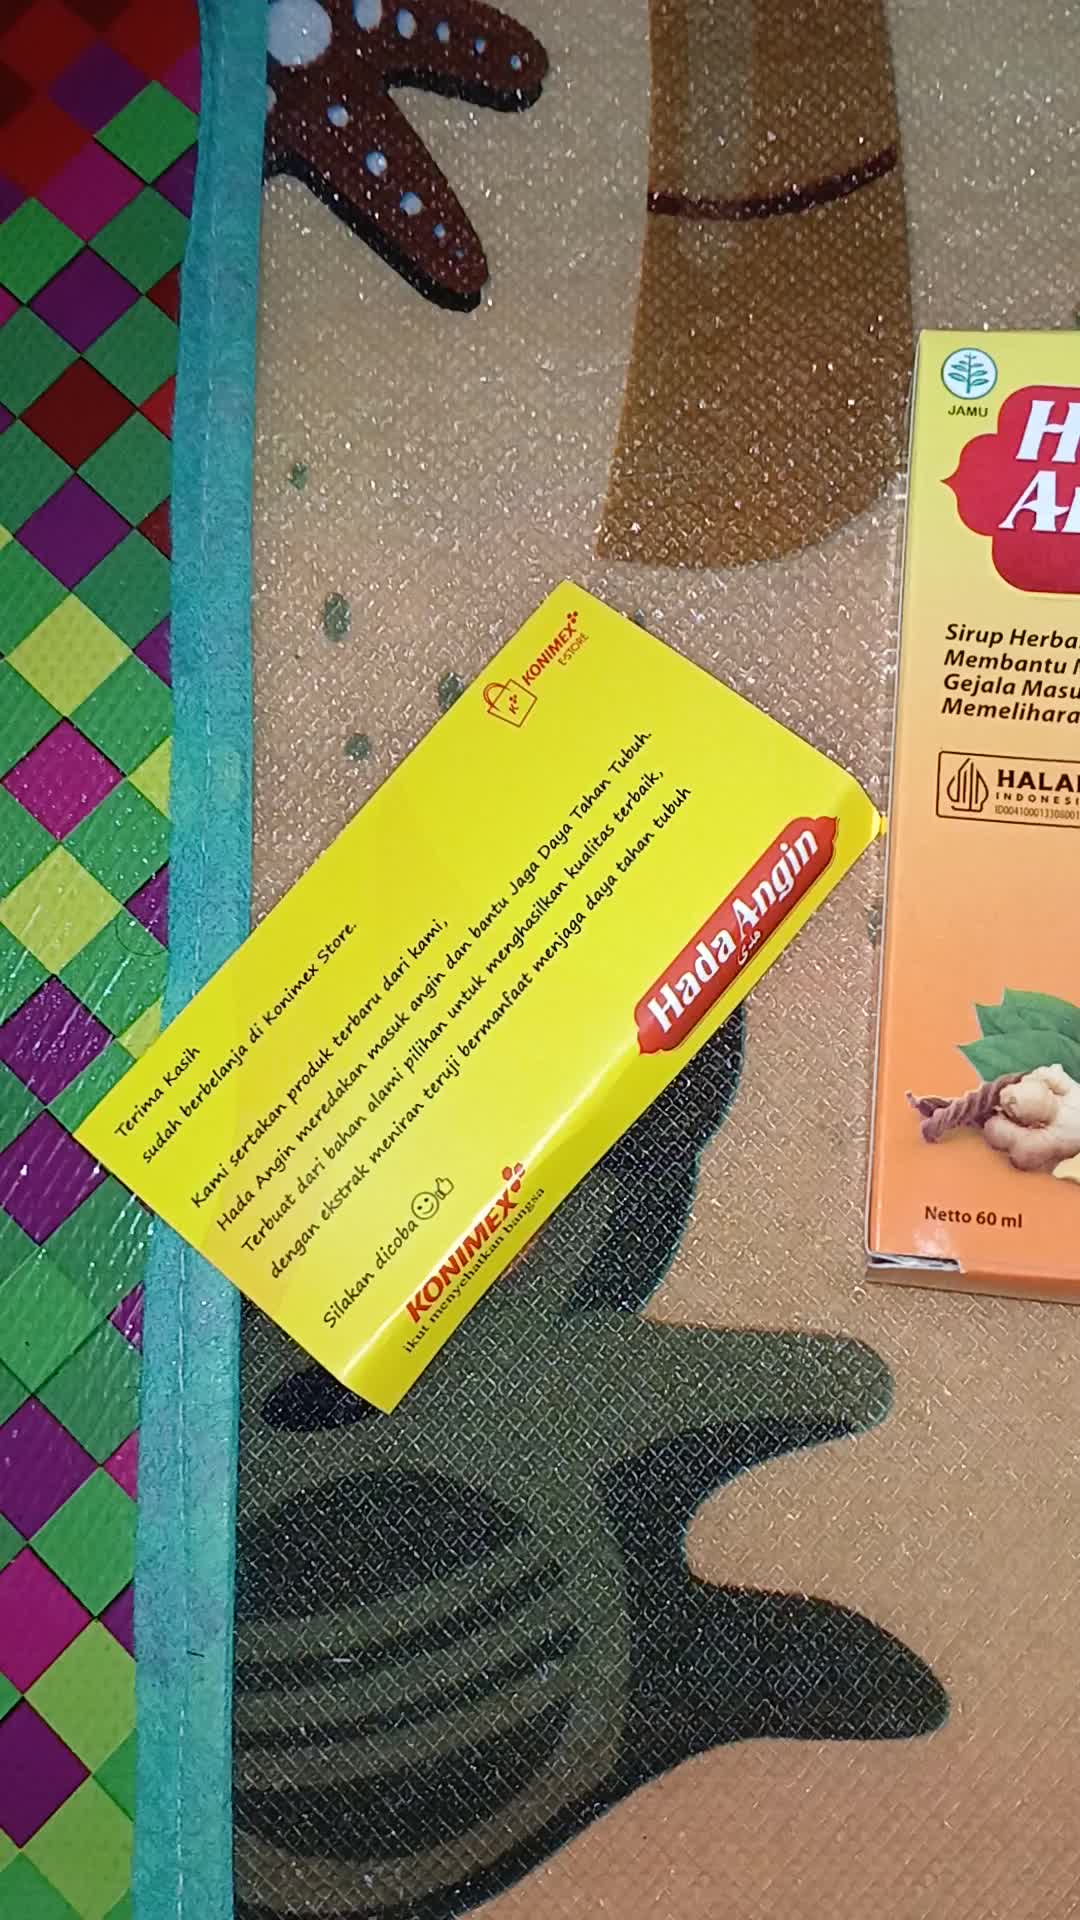 KONIMEX
E-STORE
Terima Kasih
sudah berbelanja di Konimex Store.
Kami sertakan produk terbaru dari kami,
Hada Angin meredakan masuk angin dan bantu Jaga Daya Tahan Tubuh.
Terbuat dari bahan alami pilihan untuk menghasilkan kualitas terbaik,
dengan ekstrak meniran teruji bermanfaat menjaga daya tahan tubuh
Silakan dicoba
Hada Angin
هدى
KONIMEX
ikut menyehatkan bangsa
JAMU
Sirup
Membantu
Gejala
Memelihara
INDONESI
Netto 60 ml